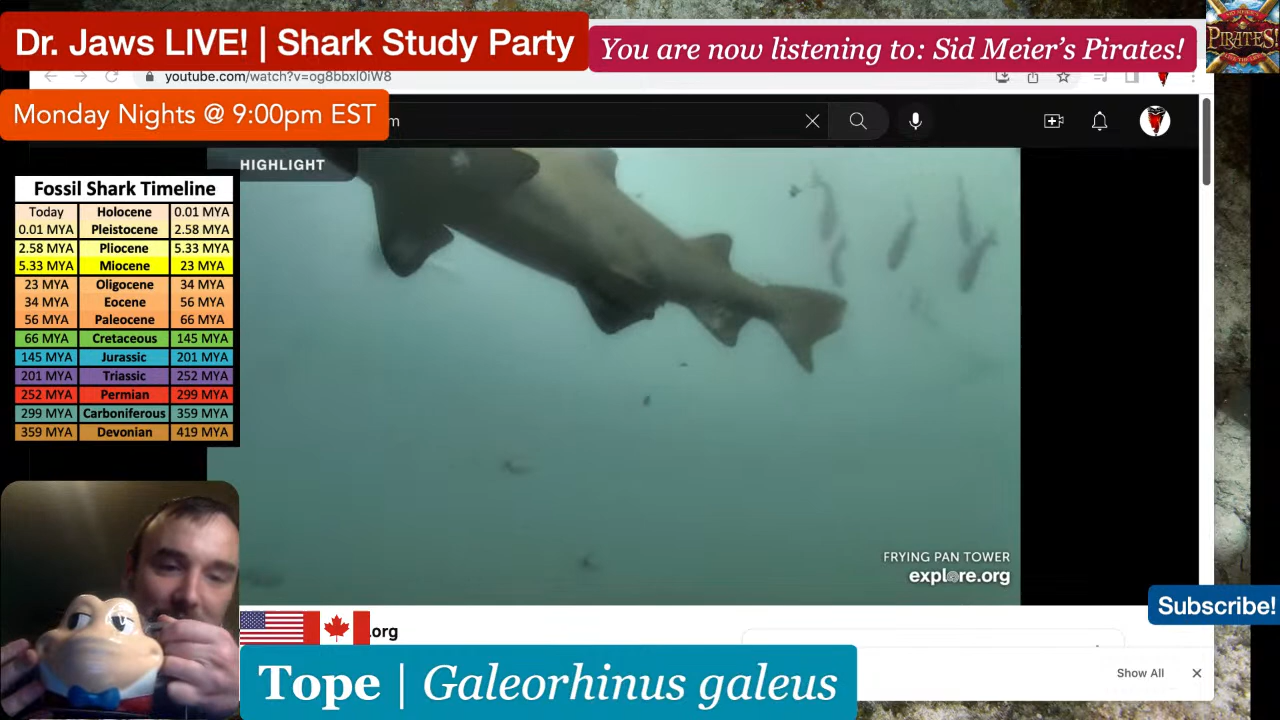 Dr. Jaws LIVE! | Shark Study Party
You are now listening to: Sid Meier's Pirates!
PIRATES!
youtube.com/watch?v=og8bbxl0iW8
Monday Nights @ 9:00pm EST
m
HIGHLIGHT
Fossil Shark Timeline
Today Holocene 0.01 MYA
0.01 MYA Pleistocene 2.58 MYA
2.58 MYA Pliocene 5.33 MYA
5.33 MYA Miocene 23 MYA
23 MYA Oligocene 34 MYA
34 MYA Eocene 56 MYA
56 MYA Paleocene 66 MYA
66 MYA Cretaceous 145 MYA
145 MYA Jurassic 201 MYA
201 MYA Triassic 252 MYA
252 MYA Permian 299 MYA
299 MYA Carboniferous 359 MYA
359 MYA Devonian 419 MYA
FRYING PAN TOWER
explore.org
Subscribe!
.org
Tope | Galeorhinus galeus
Show All